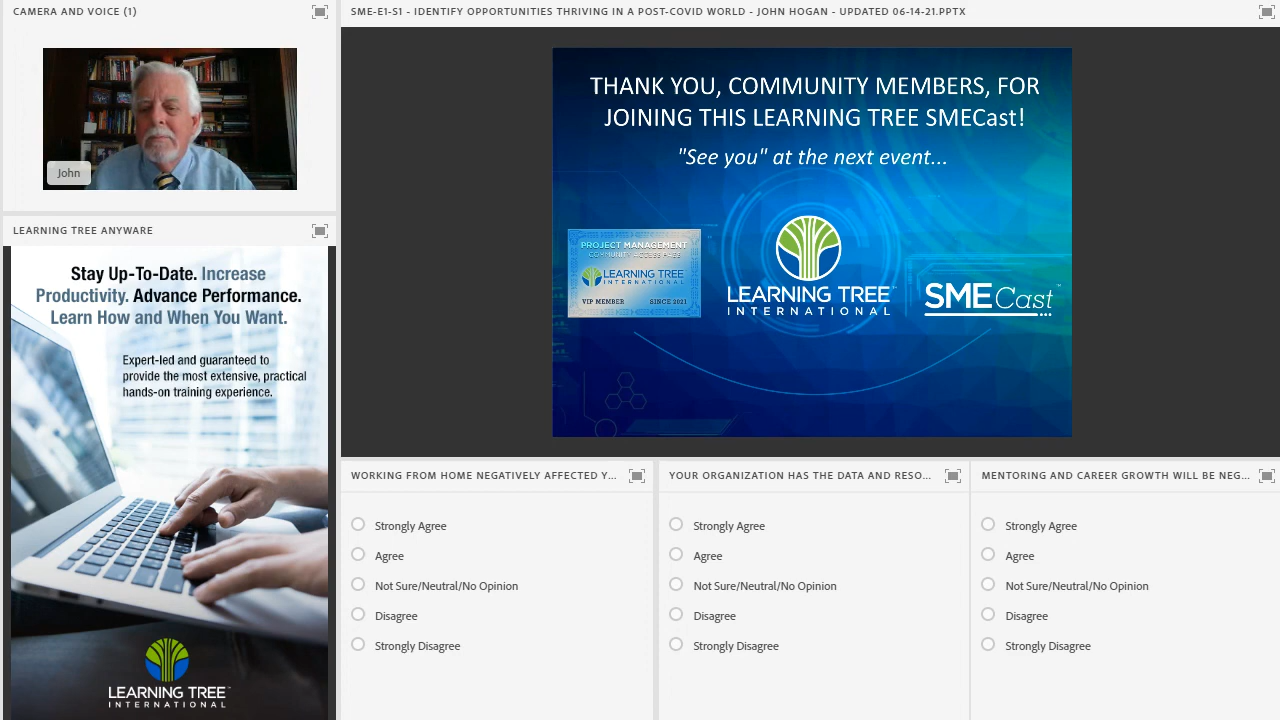 CAMERA AND VOICE (1)
John
LEARNING TREE ANYWARE
Stay Up-To-Date. Increase
Productivity. Advance Performance.
Learn How and When You Want.
Expert-led and guaranteed to
provide the most extensive, practical
hands-on training experience.
LEARNING TREE™
INTERNATIONAL
SME-E1-S1 - IDENTIFY OPPORTUNITIES THRIVING IN A POST-COVID WORLD - JOHN HOGAN - UPDATED 06-14-21.PPTX
THANK YOU, COMMUNITY MEMBERS, FOR
JOINING THIS LEARNING TREE SMECast!
"See you" at the next event...
PROJECT MANAGEMENT
COMMUNITY ACCESS PASS
LEARNING TREE
INTERNATIONAL
VIP MEMBER SINCE 2021
LEARNING TREE™
INTERNATIONAL
SMECast™
WORKING FROM HOME NEGATIVELY AFFECTED Y...
Strongly Agree
Agree
Not Sure/Neutral/No Opinion
Disagree
Strongly Disagree
YOUR ORGANIZATION HAS THE DATA AND RESO...
Strongly Agree
Agree
Not Sure/Neutral/No Opinion
Disagree
Strongly Disagree
MENTORING AND CAREER GROWTH WILL BE NEG...
Strongly Agree
Agree
Not Sure/Neutral/No Opinion
Disagree
Strongly Disagree